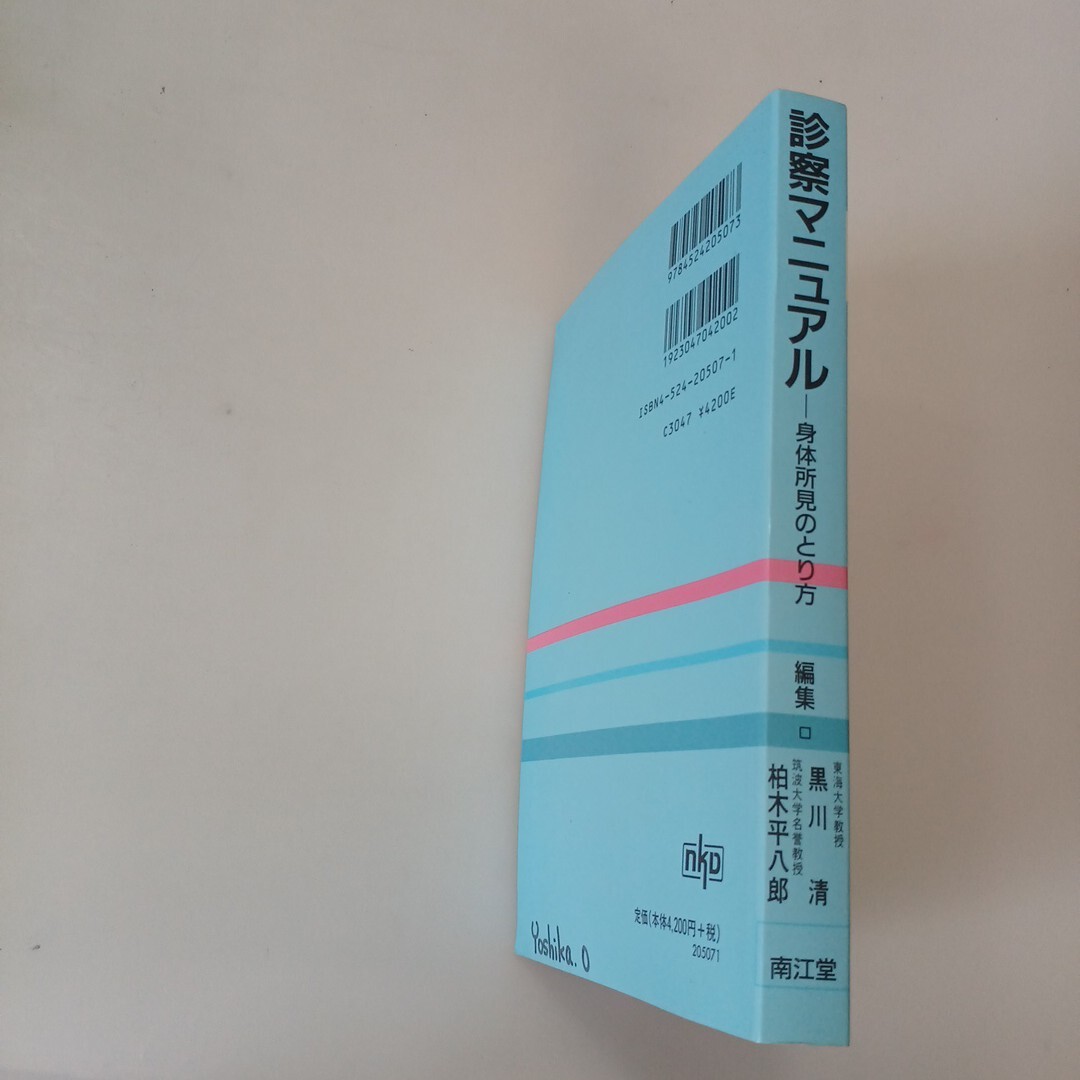 診察マニュアル―身体所見のとり方
編集
東海大学教授
黒川 清
筑波大学名誉教授
柏木平八郎
南江堂
9784524205073
1923047042002
ISBN4-524-20507-1
C3047 ¥4200E
nkD
定価(本体4,200円+税)
205071
Yoshika.O